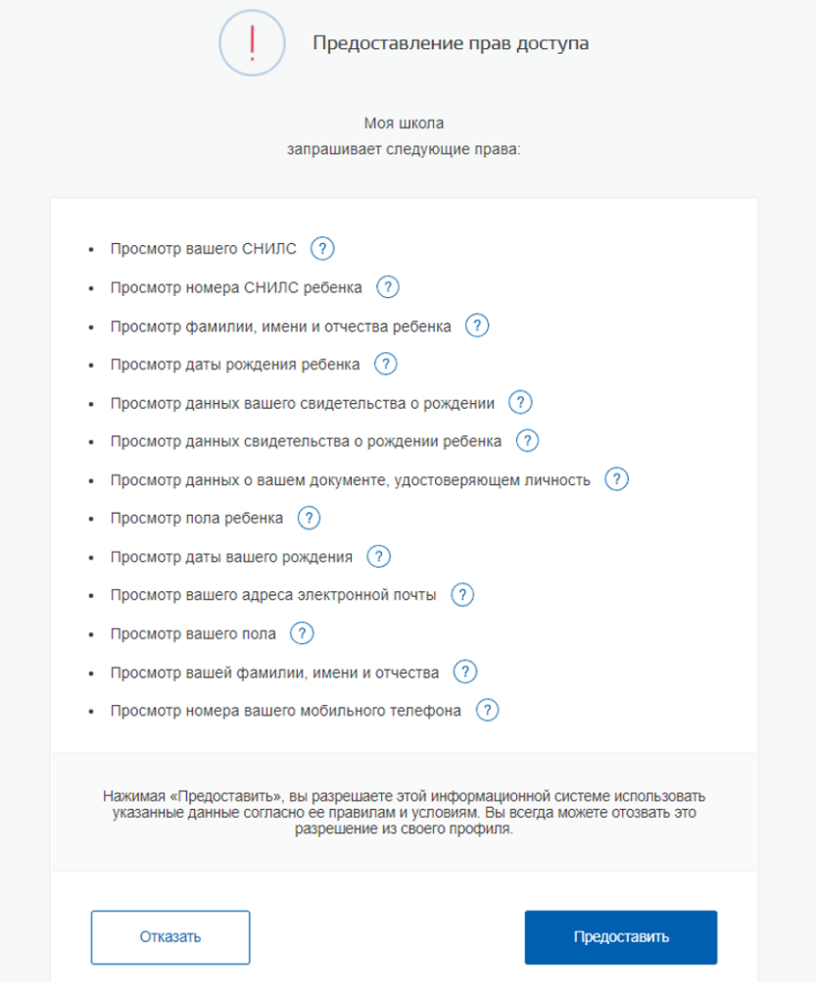 !
Предоставление прав доступа
Моя школа
запрашивает следующие права:
• Просмотр вашего СНИЛС ?
• Просмотр номера СНИЛС ребенка ?
• Просмотр фамилии, имени и отчества ребенка ?
• Просмотр даты рождения ребенка ?
• Просмотр данных вашего свидетельства о рождении ?
• Просмотр данных свидетельства о рождении ребенка ?
• Просмотр данных о вашем документе, удостоверяющем личность ?
• Просмотр пола ребенка ?
• Просмотр даты вашего рождения ?
• Просмотр вашего адреса электронной почты ?
• Просмотр вашего пола ?
• Просмотр вашей фамилии, имени и отчества ?
• Просмотр номера вашего мобильного телефона ?
Нажимая «Предоставить», вы разрешаете этой информационной системе использовать
указанные данные согласно ее правилам и условиям. Вы всегда можете отозвать это
разрешение из своего профиля.
Отказать
Предоставить